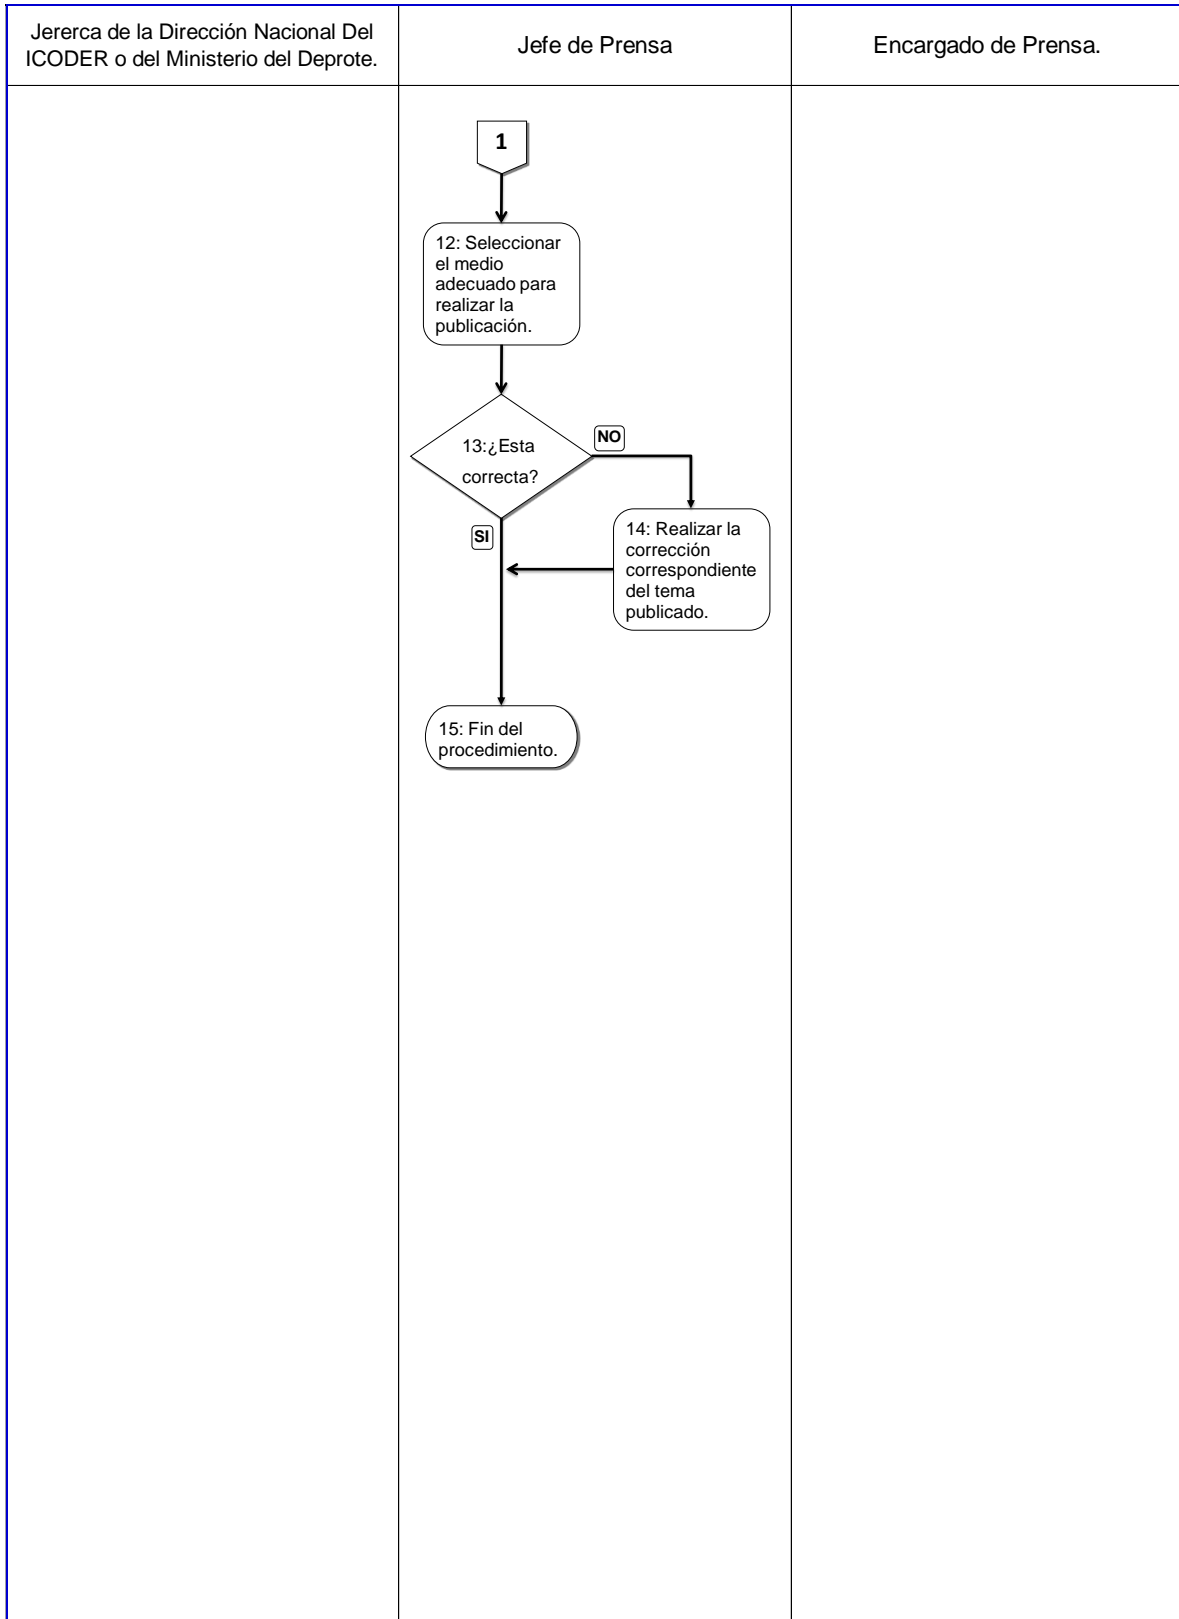 Jererca de la Dirección Nacional Del
ICODER o del Ministerio del Deprote.
Jefe de Prensa
Encargado de Prensa.
1
12: Seleccionar
el medio
adecuado para
realizar la
publicación.
13:¿Esta
correcta?
NO
SI
14: Realizar la
corrección
correspondiente
del tema
publicado.
15: Fin del
procedimiento.